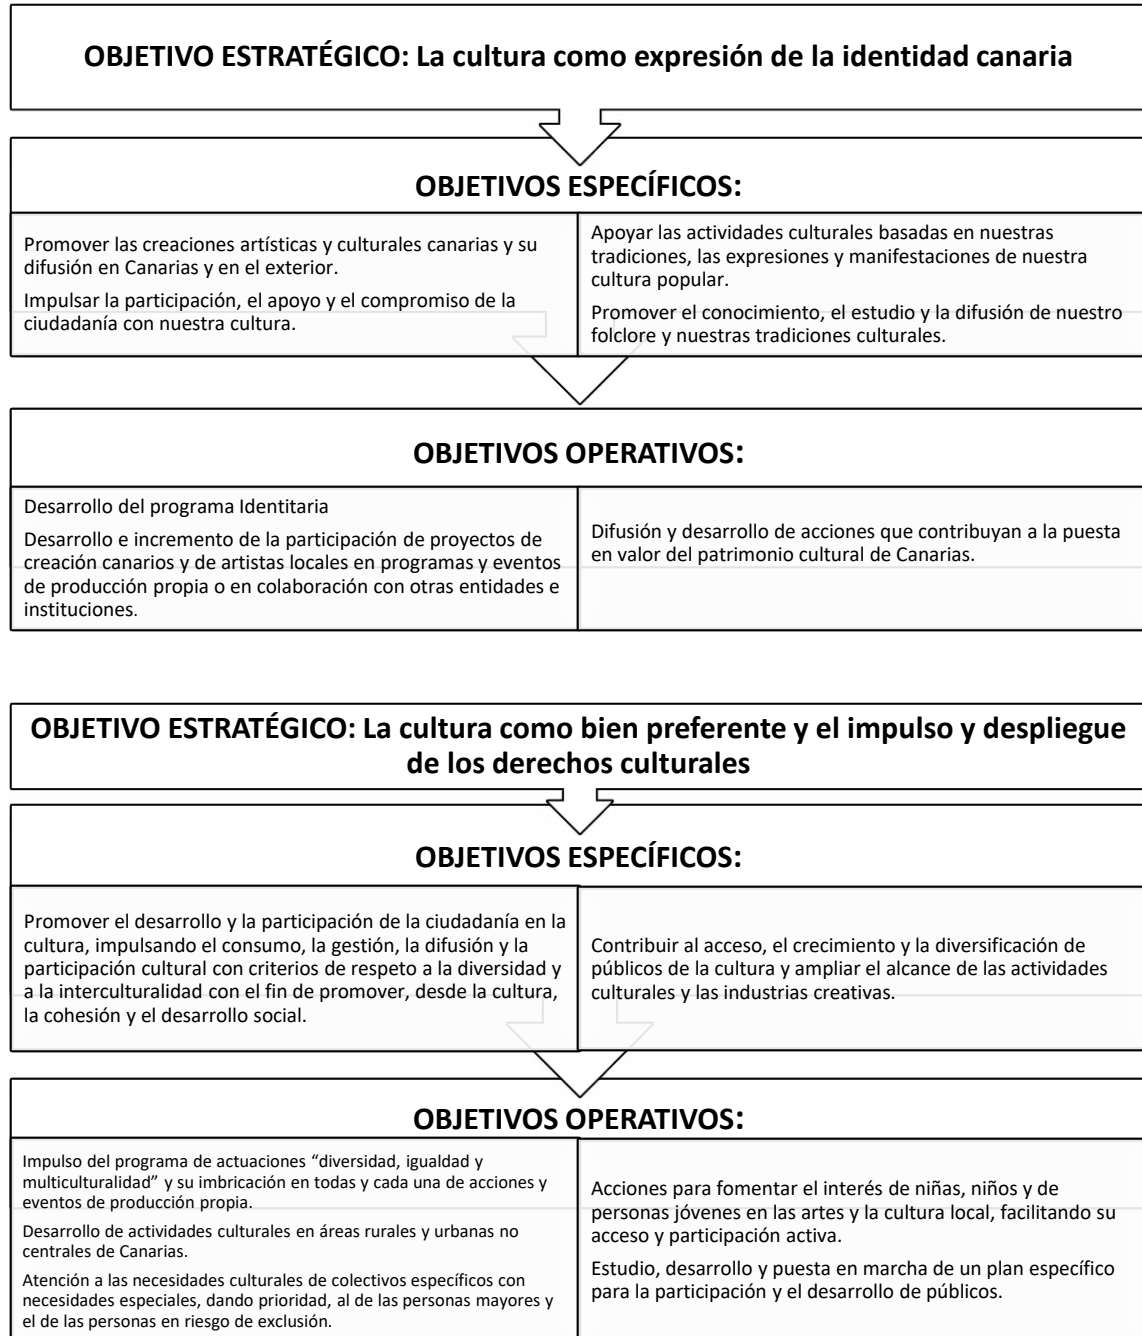 OBJETIVO ESTRATÉGICO: La cultura como expresión de la identidad canaria
OBJETIVOS ESPECÍFICOS:
Promover las creaciones artísticas y culturales canarias y su
difusión en Canarias y en el exterior.
Impulsar la participación, el apoyo y el compromiso de la
ciudadanía con nuestra cultura.
Apoyar las actividades culturales basadas en nuestras
tradiciones, las expresiones y manifestaciones de nuestra
cultura popular.
Promover el conocimiento, el estudio y la difusión de nuestro
folclore y nuestras tradiciones culturales.
OBJETIVOS OPERATIVOS:
Desarrollo del programa Identitaria
Desarrollo e incremento de la participación de proyectos de
creación canarios y de artistas locales en programas y eventos
de producción propia o en colaboración con otras entidades e
instituciones.
Difusión y desarrollo de acciones que contribuyan a la puesta
en valor del patrimonio cultural de Canarias.
OBJETIVO ESTRATÉGICO: La cultura como bien preferente y el impulso y despliegue
de los derechos culturales
OBJETIVOS ESPECÍFICOS:
Promover el desarrollo y la participación de la ciudadanía en la
cultura, impulsando el consumo, la gestión, la difusión y la
participación cultural con criterios de respeto a la diversidad y
a la interculturalidad con el fin de promover, desde la cultura,
la cohesión y el desarrollo social.
Contribuir al acceso, el crecimiento y la diversificación de
públicos de la cultura y ampliar el alcance de las actividades
culturales y las industrias creativas.
OBJETIVOS OPERATIVOS:
Impulso del programa de actuaciones “diversidad, igualdad y
multiculturalidad” y su imbricación en todas y cada una de acciones y
eventos de producción propia.
Desarrollo de actividades culturales en áreas rurales y urbanas no
centrales de Canarias.
Atención a las necesidades culturales de colectivos específicos con
necesidades especiales, dando prioridad, al de las personas mayores y
el de las personas en riesgo de exclusión.
Acciones para fomentar el interés de niñas, niños y de
personas jóvenes en las artes y la cultura local, facilitando su
acceso y participación activa.
Estudio, desarrollo y puesta en marcha de un plan específico
para la participación y el desarrollo de públicos.